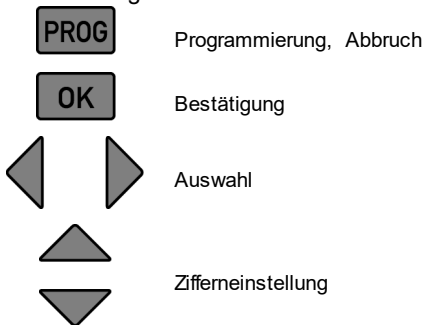 PROG Programmierung, Abbruch
OK Bestätigung
Auswahl
Ziffereinstellung